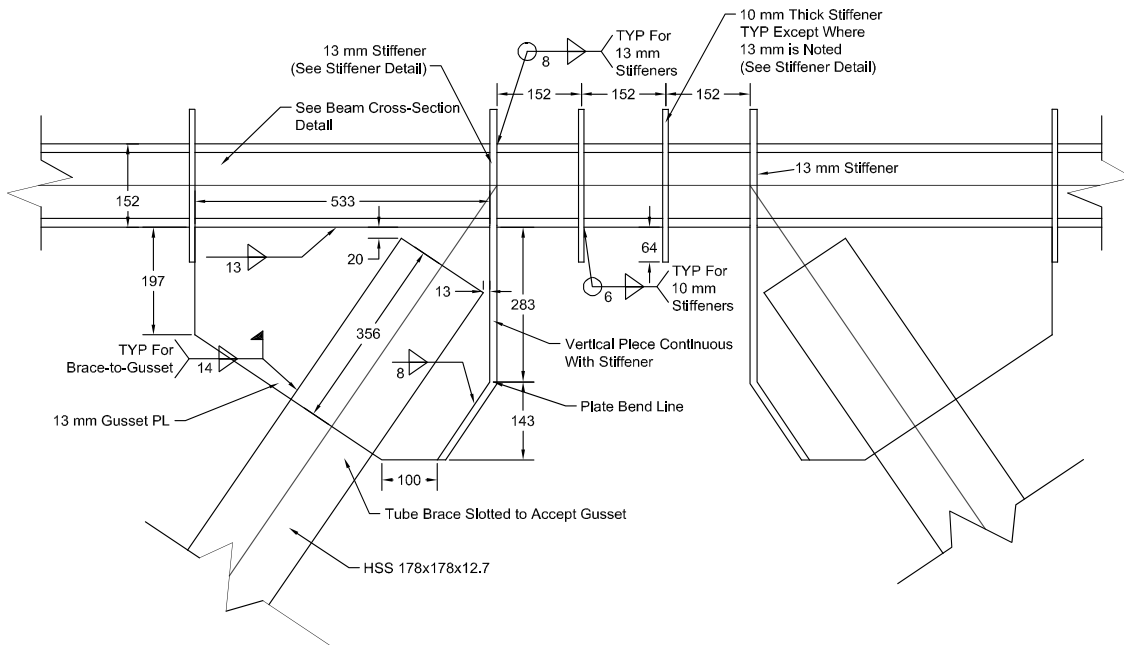 10 mm Thick Stiffener
TYP Except Where
13 mm is Noted
(See Stiffener Detail)
TYP For
13 mm
Stiffeners
8
13 mm Stiffener
(See Stiffener Detail)
152
152
152
See Beam Cross-Section
Detail
13 mm Stiffener
152
533
20
64
13
197
13
283
6
TYP For
10 mm
Stiffeners
356
TYP For
Brace-to-Gusset
14
8
Vertical Piece Continuous
With Stiffener
13 mm Gusset PL
Plate Bend Line
143
100
Tube Brace Slotted to Accept Gusset
HSS 178x178x12.7